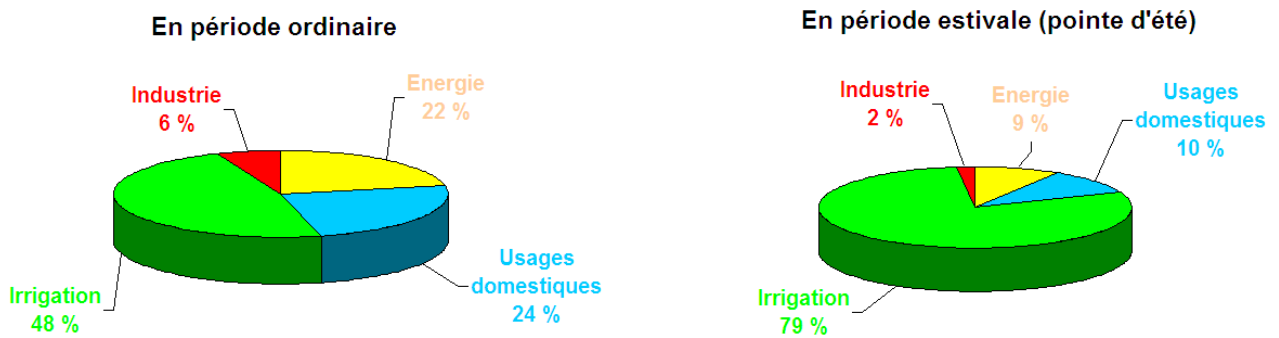 En période ordinaire
Industrie
6 %
Energie
22 %
Usages
domestiques
24 %
Irrigation
48 %
En période estivale (pointe d'été)
Industrie
2 %
Energie
9 %
Usages
domestiques
10 %
Irrigation
79 %